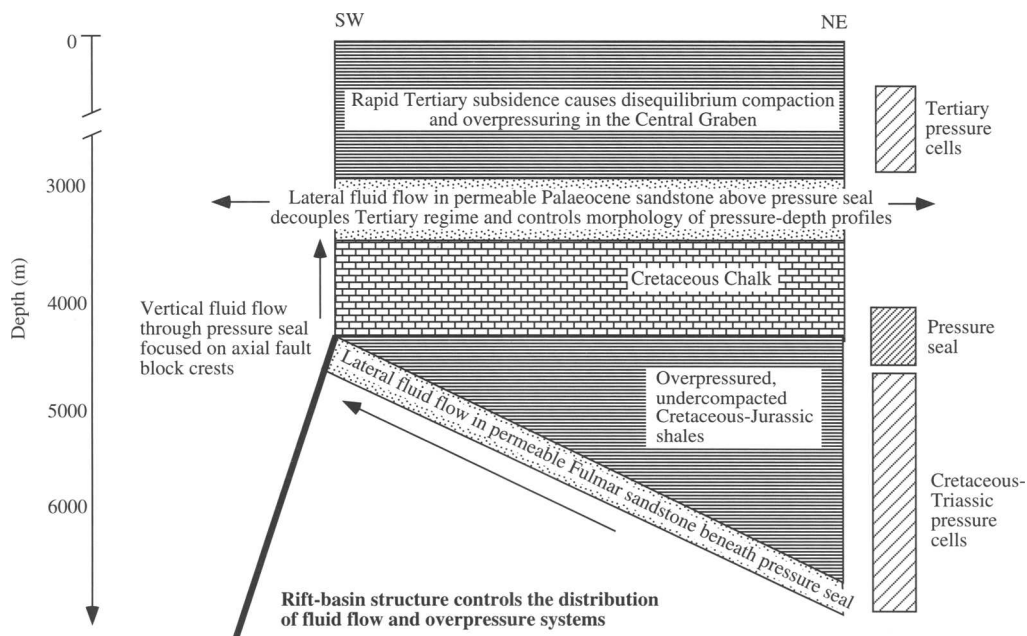 SW
NE
0
3000
4000
5000
6000
Depth (m)
Rapid Tertiary subsidence causes disequilibrium compaction
and overpressuring in the Central Graben
Tertiary
pressure
cells
Lateral fluid flow in permeable Palaeocene sandstone above pressure seal
decouples Tertiary regime and controls morphology of pressure-depth profiles
Cretaceous Chalk
Vertical fluid flow
through pressure seal
focused on axial fault
block crests
Pressure
seal
Lateral fluid flow in permeable Fulmar sandstone beneath pressure seal
Overpressured,
undercompacted
Cretaceous-Jurassic
shales
Cretaceous-
Triassic
pressure
cells
Rift-basin structure controls the distribution
of fluid flow and overpressure systems